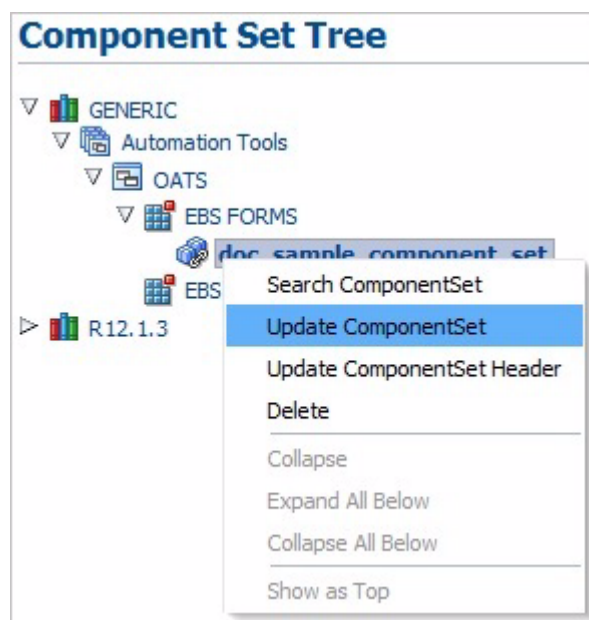 Component Set Tree
GENERIC
Automation Tools
OATS
EBS FORMS
doc_sample_component_set
EBS
Search ComponentSet
R12.1.3
Update ComponentSet
Update ComponentSet Header
Delete
Collapse
Expand All Below
Collapse All Below
Show as Top